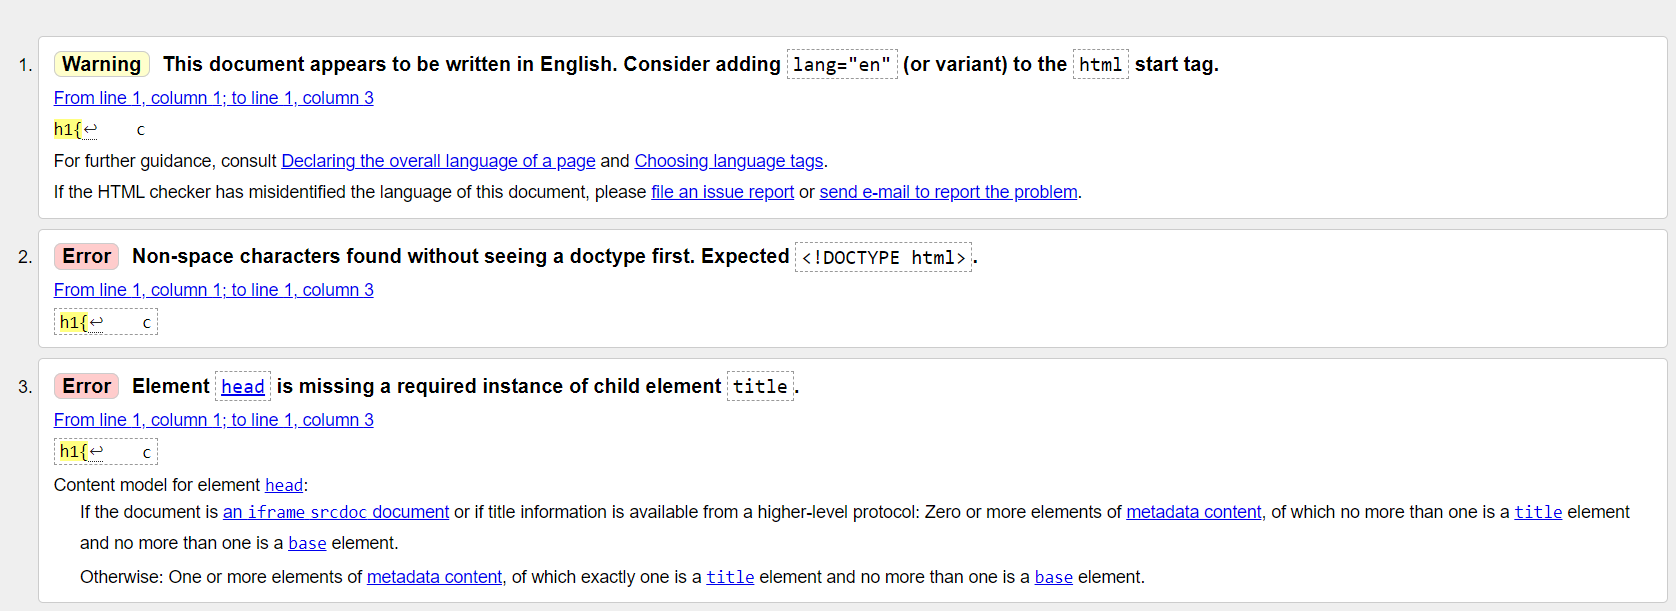 1. Warning This document appears to be written in English. Consider adding lang="en" (or variant) to the html start tag.
From line 1, column 1; to line 1, column 3
h1{↩    c
For further guidance, consult Declaring the overall language of a page and Choosing language tags.
If the HTML checker has misidentified the language of this document, please file an issue report or send e-mail to report the problem.
2. Error Non-space characters found without seeing a doctype first. Expected <!DOCTYPE html>.
From line 1, column 1; to line 1, column 3
h1{↩    c
3. Error Element head is missing a required instance of child element title.
From line 1, column 1; to line 1, column 3
h1{↩    c
Content model for element head:
If the document is an iframe srcdoc document or if title information is available from a higher-level protocol: Zero or more elements of metadata content, of which no more than one is a title element
and no more than one is a base element.
Otherwise: One or more elements of metadata content, of which exactly one is a title element and no more than one is a base element.